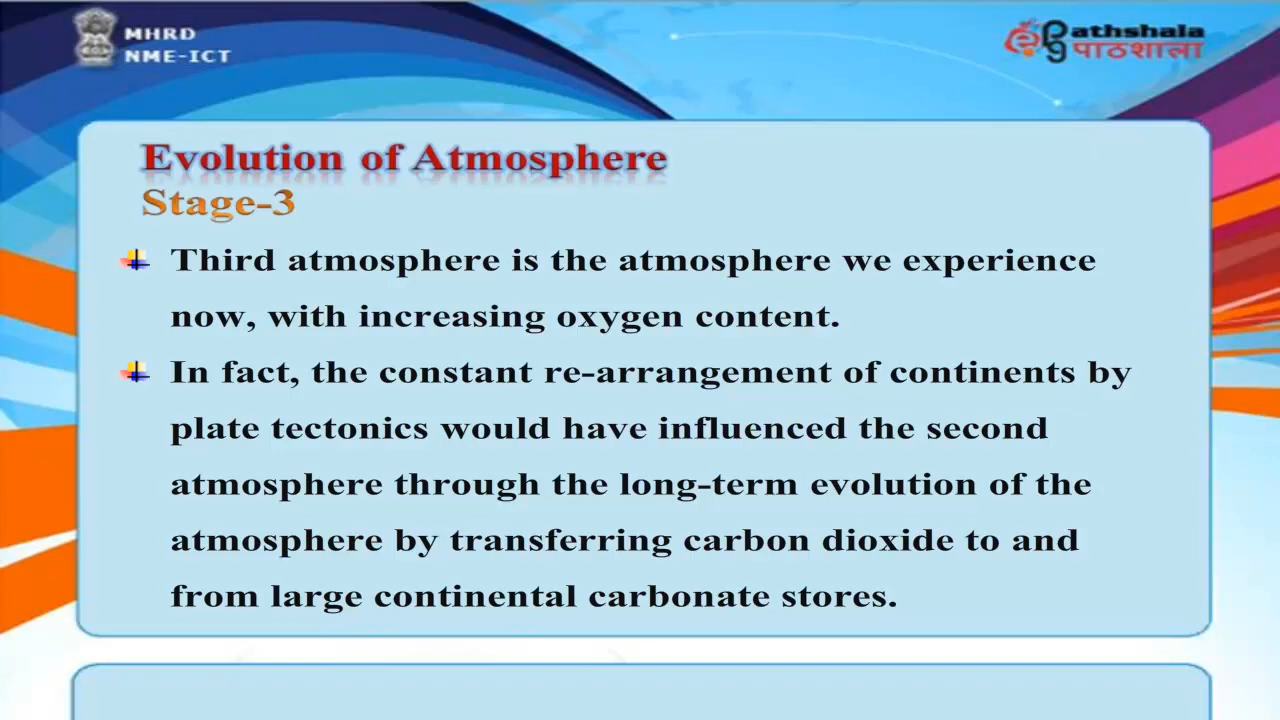 MHRD
NME-ICT
e Pathshala
पाठशाला
Evolution of Atmosphere
Stage-3
Third atmosphere is the atmosphere we experience
now, with increasing oxygen content.
In fact, the constant re-arrangement of continents by
plate tectonics would have influenced the second
atmosphere through the long-term evolution of the
atmosphere by transferring carbon dioxide to and
from large continental carbonate stores.